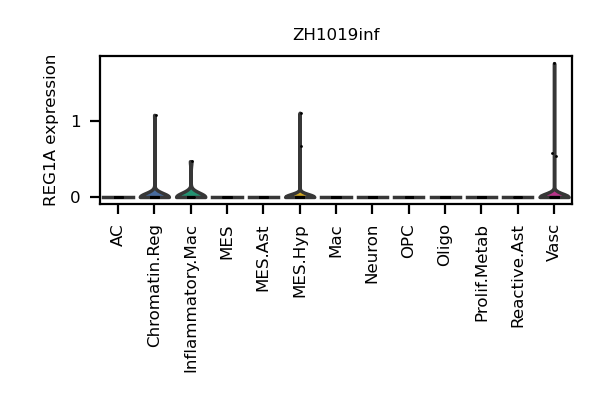 ZH1019inf
REG1A expression
1
0
AC
Chromatin.Reg
Inflammatory.Mac
MES
MES.Ast
MES.Hyp
Mac
Neuron
OPC
Oligo
Prolif.Metab
Reactive.Ast
Vasc